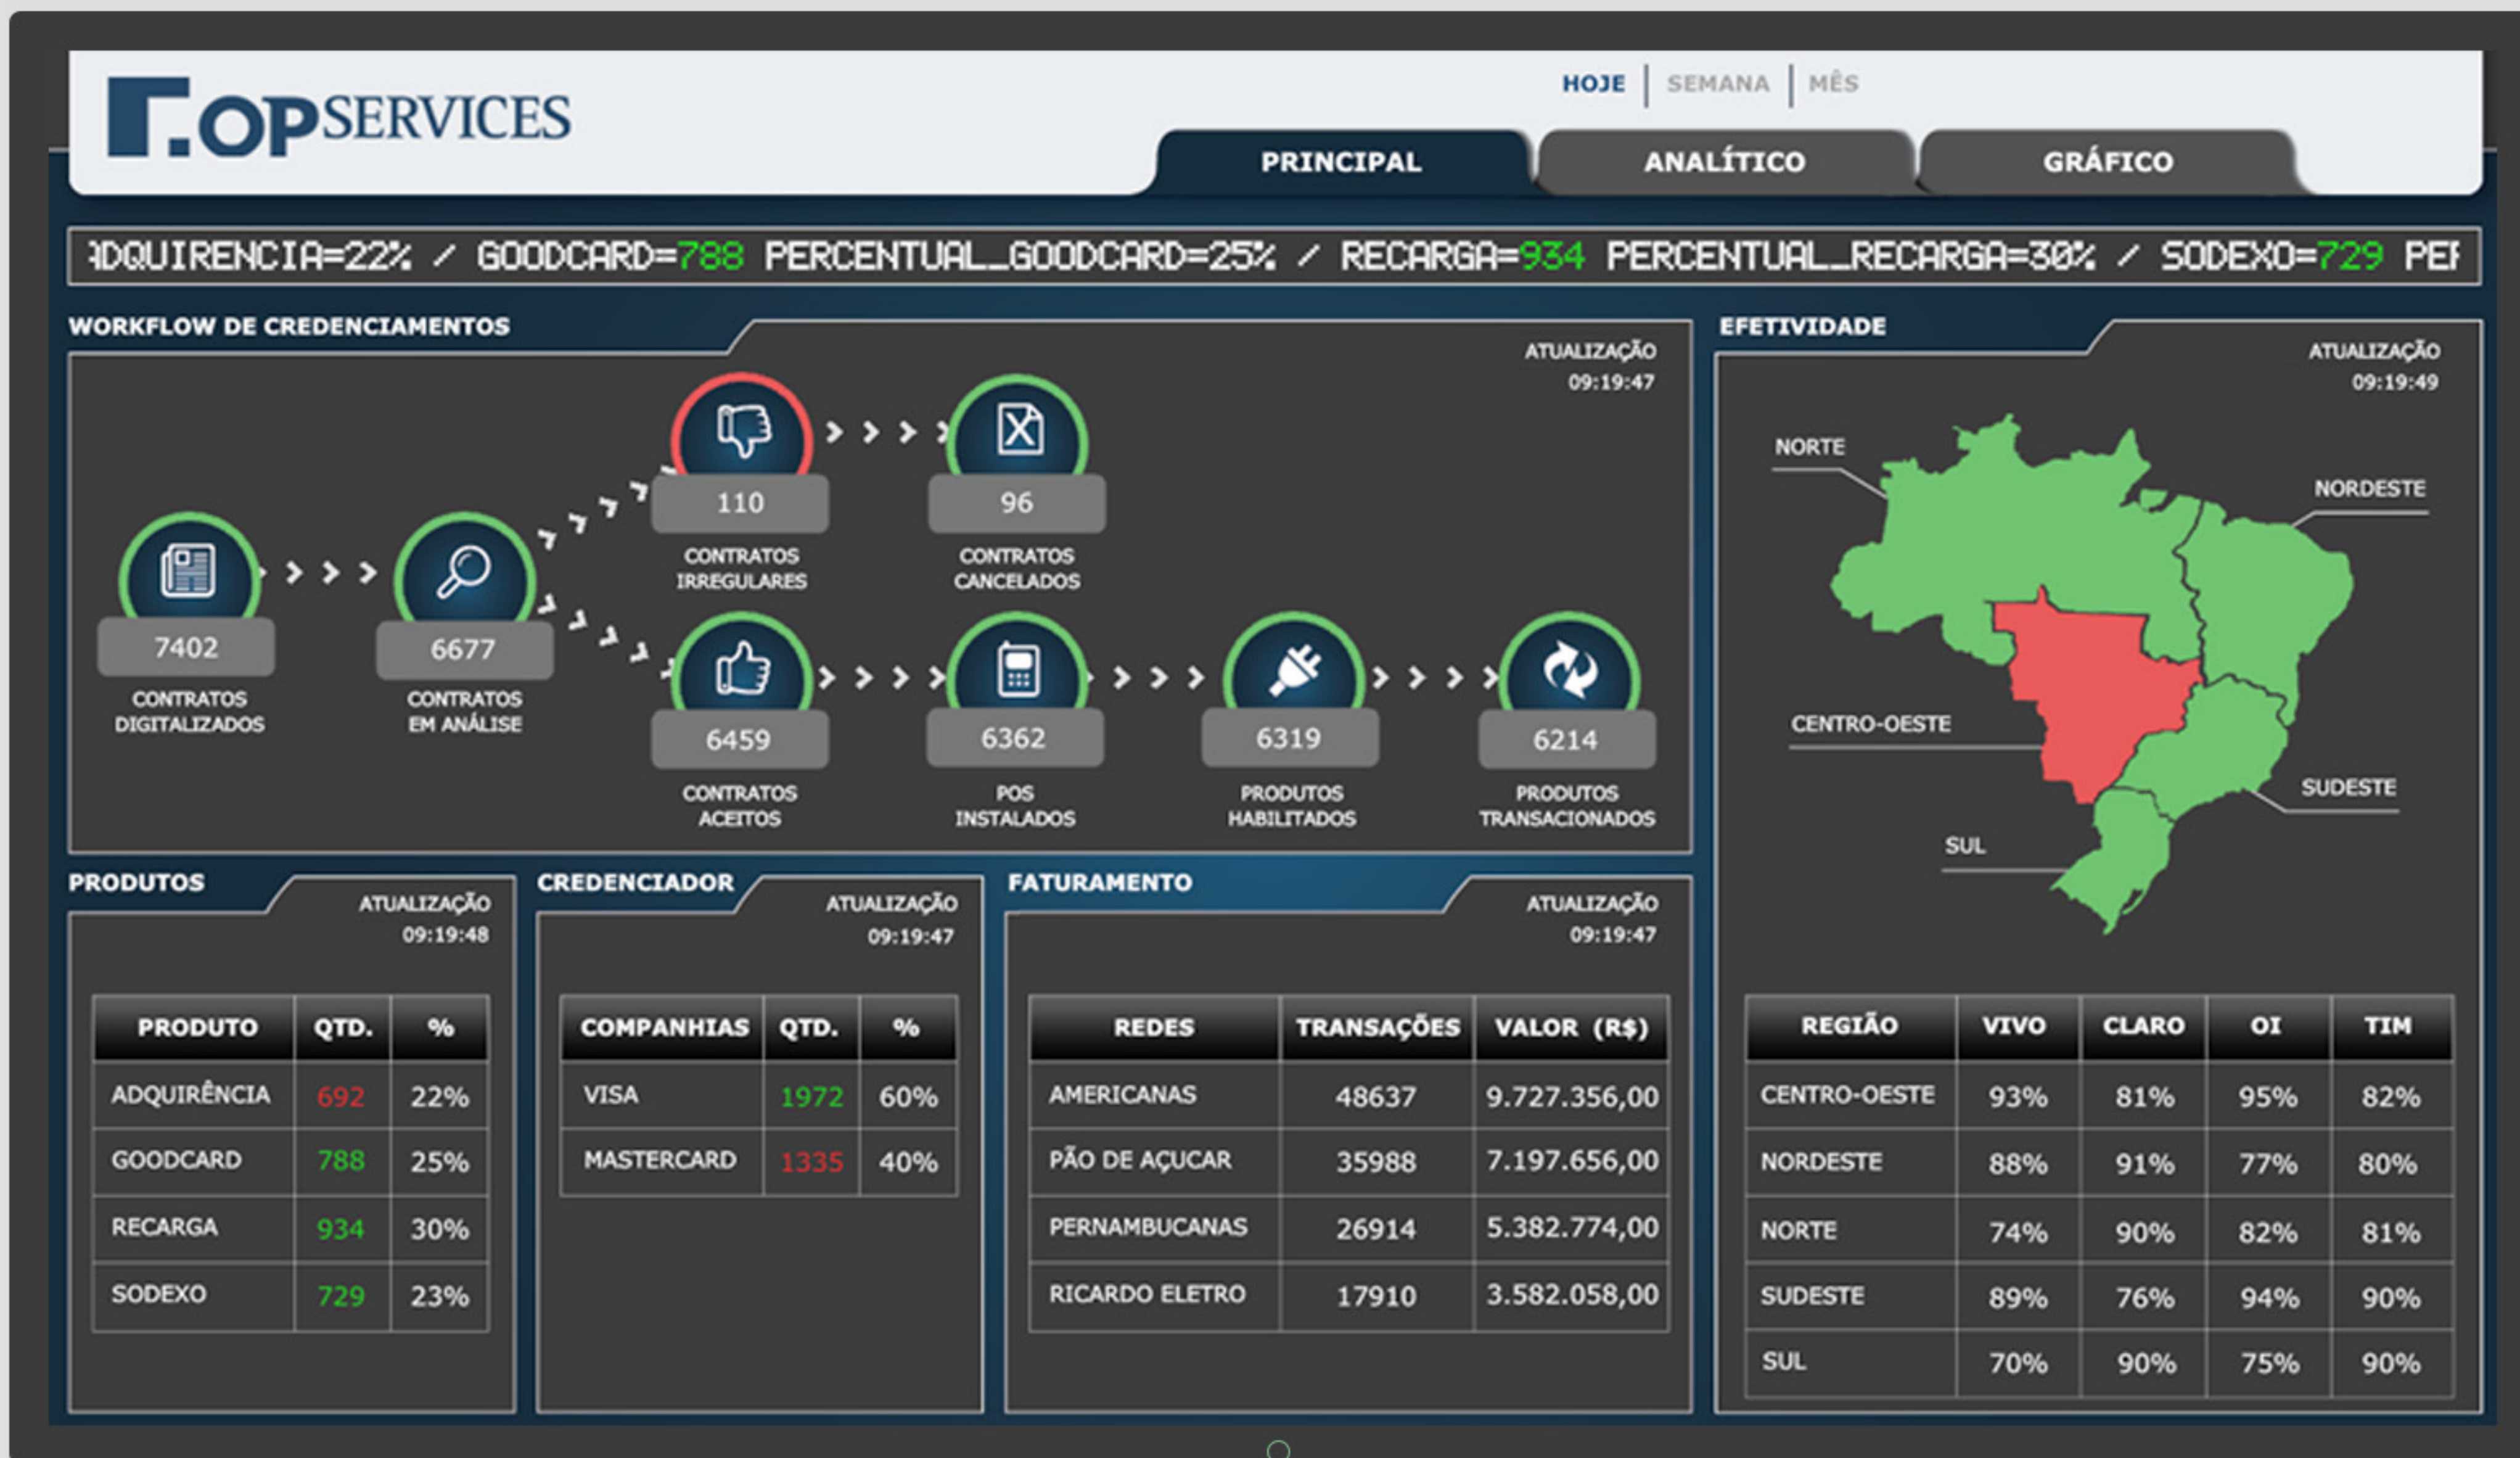 T.OPSERVICES
HOJE | SEMANA | MÊS
PRINCIPAL ANALÍTICO GRÁFICO
ADQUIRENCIA=22% / GOODCARD=788 PERCENTUAL_GOODCARD=25% / RECARGA=934 PERCENTUAL_RECARGA=30% / SODEXO=729 PER
WORKFLOW DE CREDENCIAMENTOS
ATUALIZAÇÃO
09:19:47
110
CONTRATOS
IRREGULARES
96
CONTRATOS
CANCELADOS
7402
CONTRATOS
DIGITALIZADOS
6677
CONTRATOS
EM ANÁLISE
6459
CONTRATOS
ACEITOS
6362
POS
INSTALADOS
6319
PRODUTOS
HABILITADOS
6214
PRODUTOS
TRANSACIONADOS
EFETIVIDADE
ATUALIZAÇÃO
09:19:49
NORTE
NORDESTE
CENTRO-OESTE
SUDESTE
SUL
PRODUTOS
ATUALIZAÇÃO
09:19:48
PRODUTO QTD. %
ADQUIRÊNCIA 692 22%
GOODCARD 788 25%
RECARGA 934 30%
SODEXO 729 23%
CREDENCIADOR
ATUALIZAÇÃO
09:19:47
COMPANHIAS QTD. %
VISA 1972 60%
MASTERCARD 1335 40%
FATURAMENTO
ATUALIZAÇÃO
09:19:47
REDES TRANSAÇÕES VALOR (R$)
AMERICANAS 48637 9.727.356,00
PÃO DE AÇUCAR 35988 7.197.656,00
PERNAMBUCANAS 26914 5.382.774,00
RICARDO ELETRO 17910 3.582.058,00
REGIÃO VIVO CLARO OI TIM
CENTRO-OESTE 93% 81% 95% 82%
NORDESTE 88% 91% 77% 80%
NORTE 74% 90% 82% 81%
SUDESTE 89% 76% 94% 90%
SUL 70% 90% 75% 90%